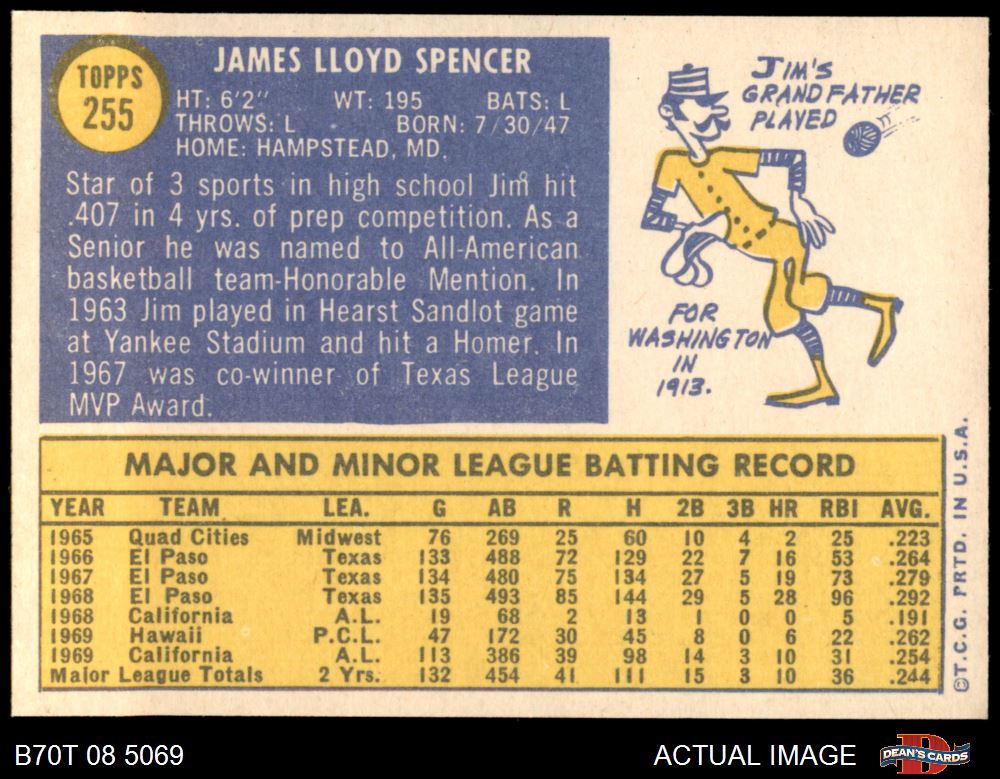 TOPPS
255
JAMES LLOYD SPENCER
HT: 6'2" WT: 195 BATS: L
THROWS: L BORN: 7/30/47
HOME: HAMPSTEAD, MD.
Star of 3 sports in high school Jim hit
.407 in 4 yrs. of prep competition. As a
Senior he was named to All-American
basketball team-Honorable Mention. In
1963 Jim played in Hearst Sandlot game
at Yankee Stadium and hit a Homer. In
1967 was co-winner of Texas League
MVP Award.
JIM'S
GRANDFATHER
PLAYED
FOR
WASHINGTON
IN
1913.
MAJOR AND MINOR LEAGUE BATTING RECORD
YEAR TEAM LEA. G AB R H 2B 3B HR RBI AVG.
1965 Quad Cities Midwest 76 269 25 60 10 4 2 25 .223
1966 El Paso Texas 133 488 72 129 22 7 16 53 .264
1967 El Paso Texas 134 480 75 134 27 5 19 73 .279
1968 El Paso Texas 135 493 85 144 29 5 28 96 .292
1968 California A.L. 19 68 2 13 1 0 0 5 .191
1969 Hawaii P.C.L. 47 172 30 45 8 0 6 22 .262
1969 California A.L. 113 386 39 98 14 3 10 31 .254
Major League Totals 2 Yrs. 132 454 41 111 15 3 10 36 .244
©T.C.G. PRTD. IN U.S.A.
B70T 08 5069 ACTUAL IMAGE
DEAN'S CARDS